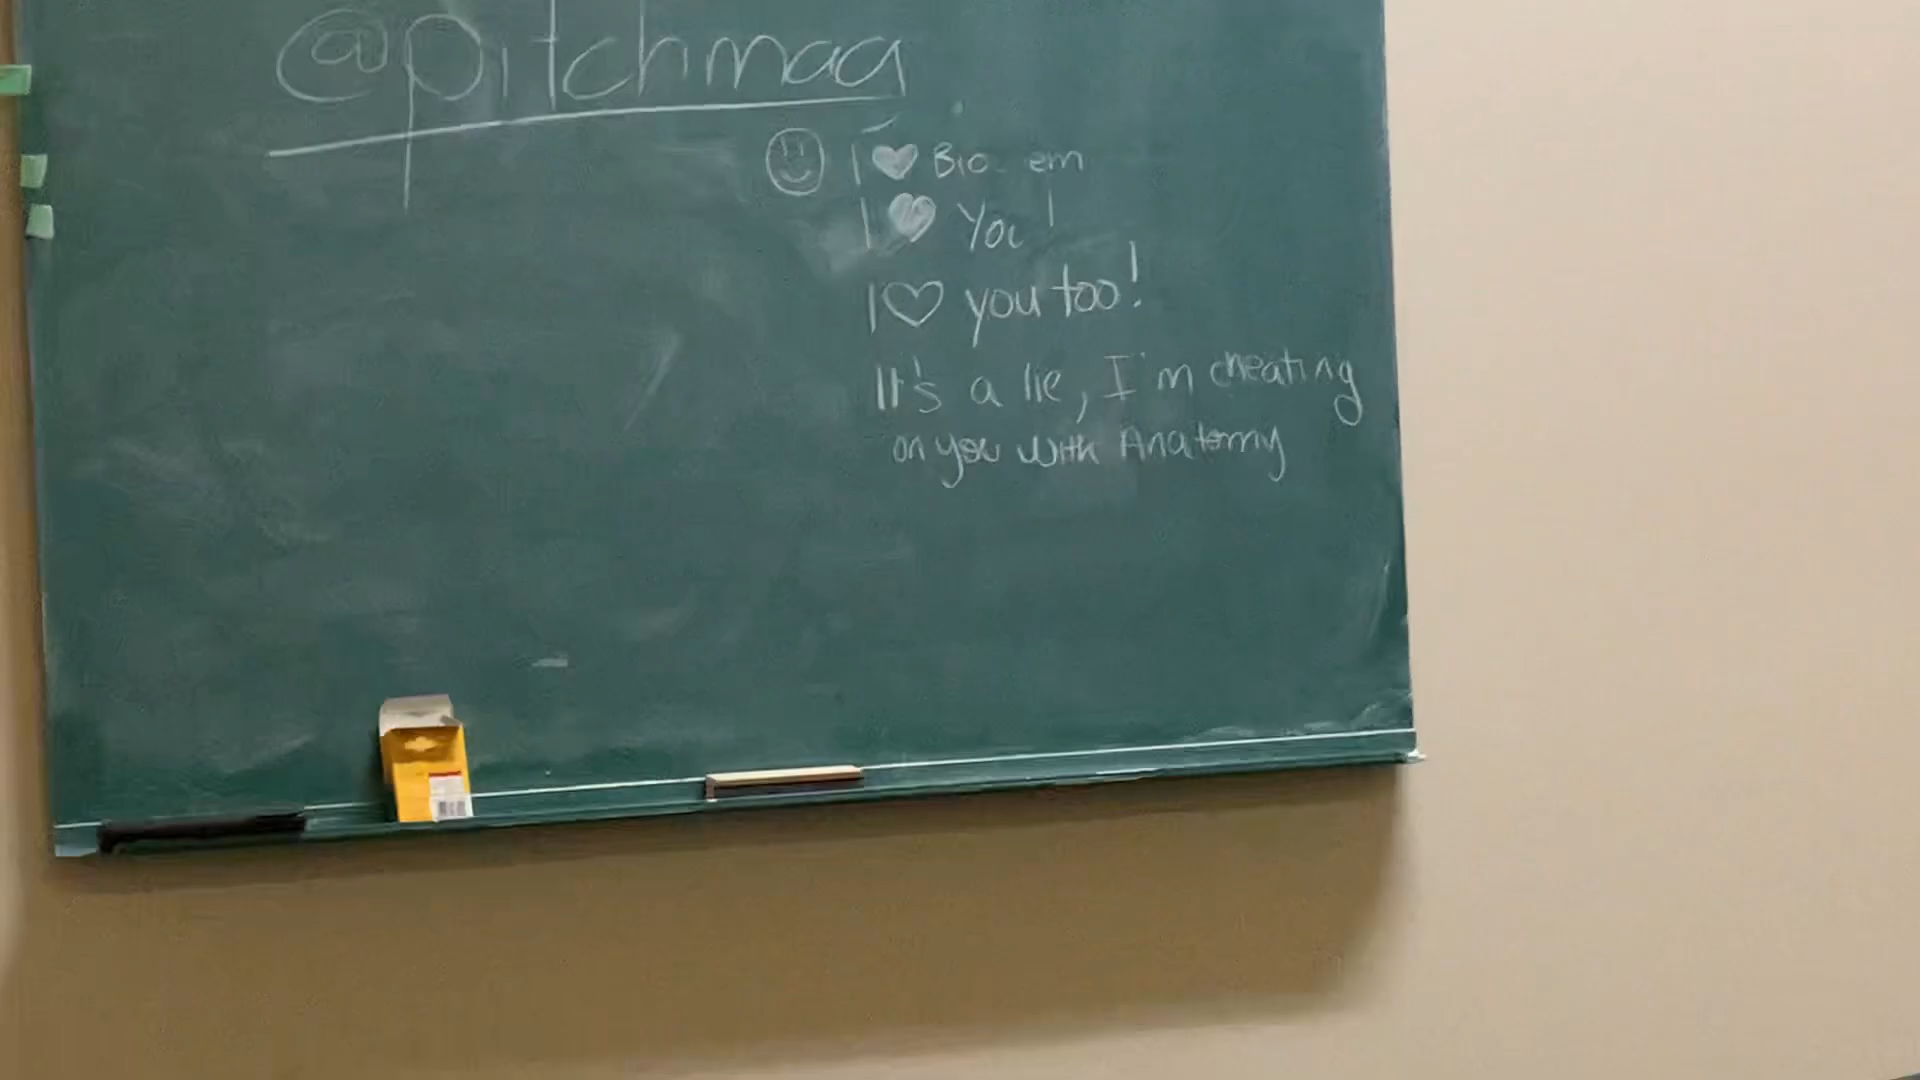 @pitchmaa
I ♥ Bio em
I ♥ You!
I ♡ you too!
It's a lie, I'm cheating
on you with Anatomy